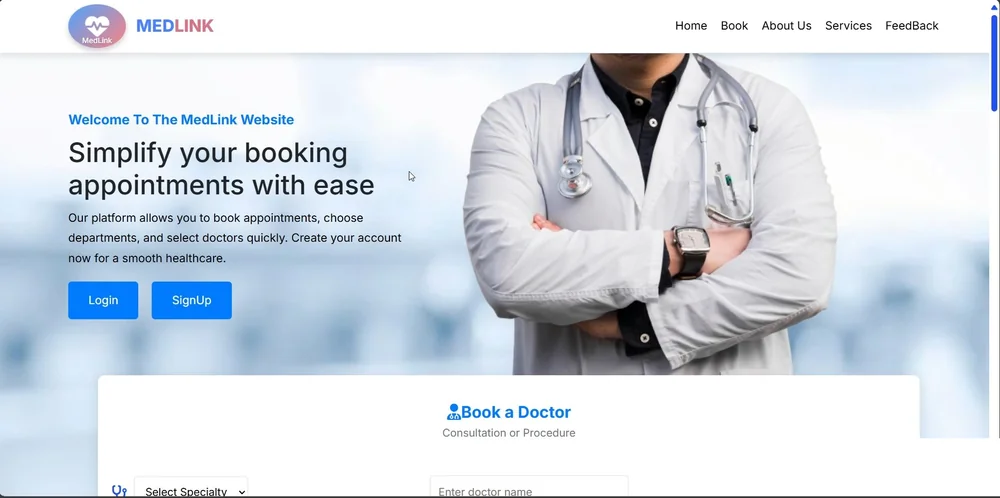 MedLink
MEDLINK
Home Book About Us Services FeedBack
Welcome To The MedLink Website
Simplify your booking
appointments with ease
Our platform allows you to book appointments, choose
departments, and select doctors quickly. Create your account
now for a smooth healthcare.
Login SignUp
Book a Doctor
Consultation or Procedure
Select Specialty Enter doctor name